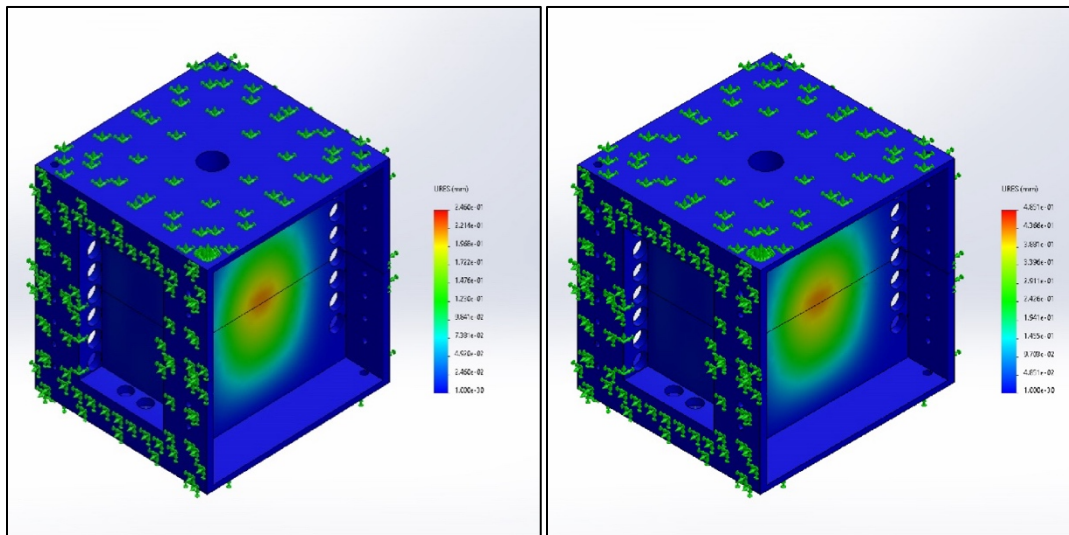 URES (mm)
2.460e-01
2.214e-01
1.968e-01
1.722e-01
1.476e-01
1.230e-01
9.841e-02
7.381e-02
4.920e-02
2.460e-02
1.000e-30
URES (mm)
4.851e-01
4.366e-01
3.881e-01
3.396e-01
2.911e-01
2.426e-01
1.941e-01
1.455e-01
9.703e-02
4.851e-02
1.000e-30